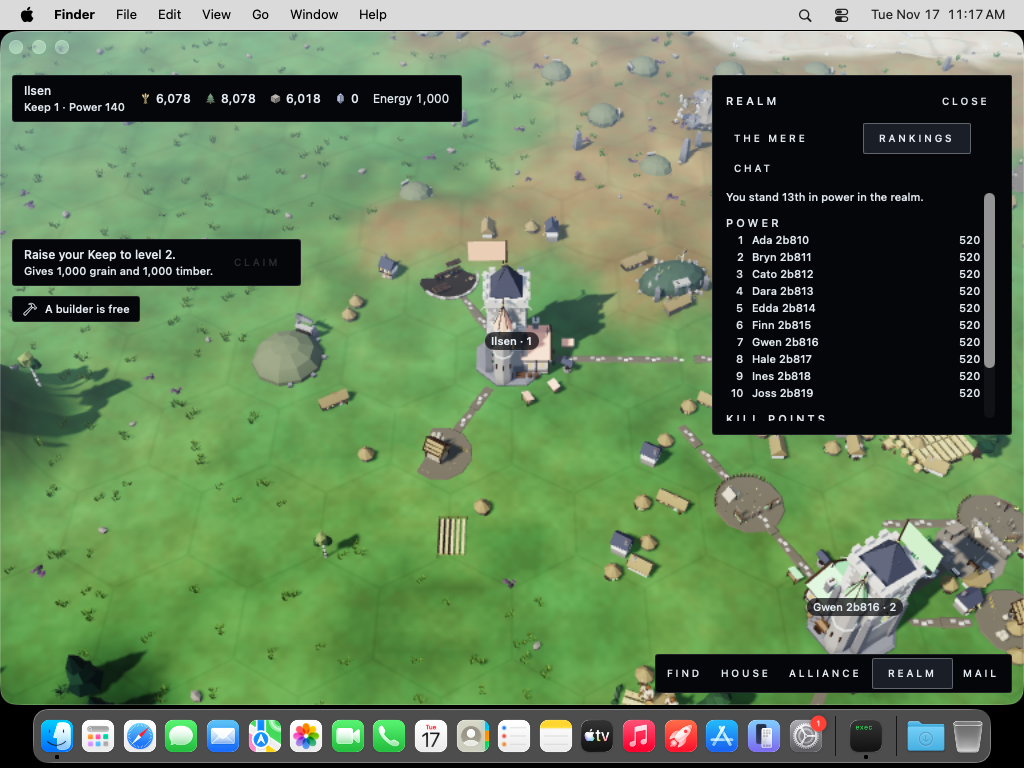 Finder File Edit View Go Window Help Tue Nov 17 11:17 AM
Ilsen
Keep 1 · Power 140
6,078 8,078 6,018 0 Energy 1,000
Raise your Keep to level 2.
Gives 1,000 grain and 1,000 timber.
CLAIM
A builder is free
REALM CLOSE
THE MERE RANKINGS
CHAT
You stand 13th in power in the realm.
POWER
1 Ada 2b810 520
2 Bryn 2b811 520
3 Cato 2b812 520
4 Dara 2b813 520
5 Edda 2b814 520
6 Finn 2b815 520
7 Gwen 2b816 520
8 Hale 2b817 520
9 Ines 2b818 520
10 Joss 2b819 520
KILL POINTS
Ilsen · 1
Gwen 2b816 · 2
FIND HOUSE ALLIANCE REALM MAIL
Tue
17
tv
1
exec